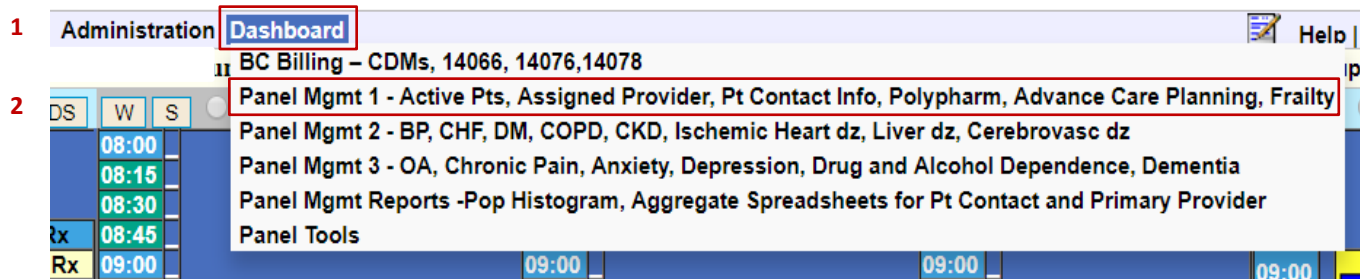 1 Administration Dashboard Help |
BC Billing – CDMs, 14066, 14076,14078
2 Panel Mgmt 1 - Active Pts, Assigned Provider, Pt Contact Info, Polypharm, Advance Care Planning, Frailty
DS W S
Panel Mgmt 2 - BP, CHF, DM, COPD, CKD, Ischemic Heart dz, Liver dz, Cerebrovasc dz
08:00
Panel Mgmt 3 - OA, Chronic Pain, Anxiety, Depression, Drug and Alcohol Dependence, Dementia
08:15
Panel Mgmt Reports -Pop Histogram, Aggregate Spreadsheets for Pt Contact and Primary Provider
08:30
Panel Tools
Rx 08:45
Rx 09:00 09:00 09:00 09:00